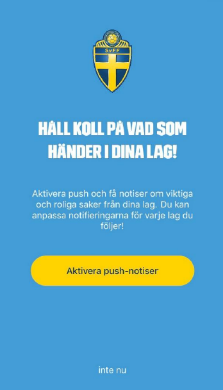 SvFF
HÅLL KOLL PÅ VAD SOM
HÄNDER I DINA LAG!
Aktivera push och få notiser om viktiga
och roliga saker från dina lag. Du kan
anpassa notifieringarna för varje lag du
följer!
Aktivera push-notiser
inte nu